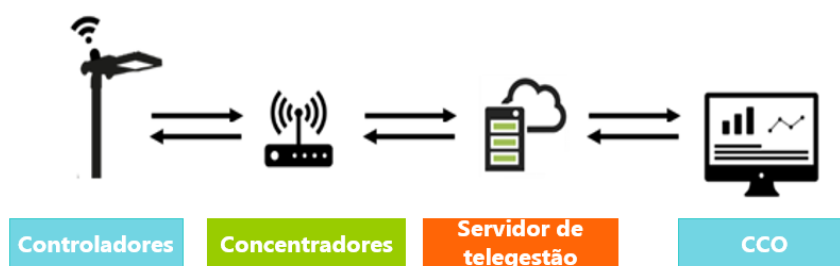 Controladores
Concentradores
Servidor de
telegestão
CCO